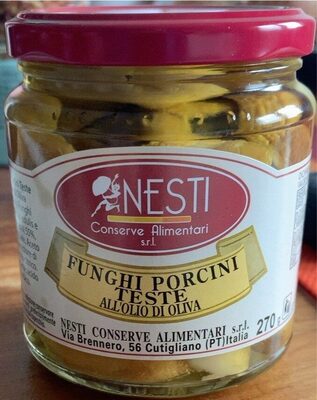 NESTI
Conserve Alimentari
s.r.l.
FUNGHI PORCINI
TESTE
ALL'OLIO DI OLIVA
NESTI CONSERVE ALIMENTARI s.r.l.
Via Brennero, 56 Cutigliano (PT)Italia
270